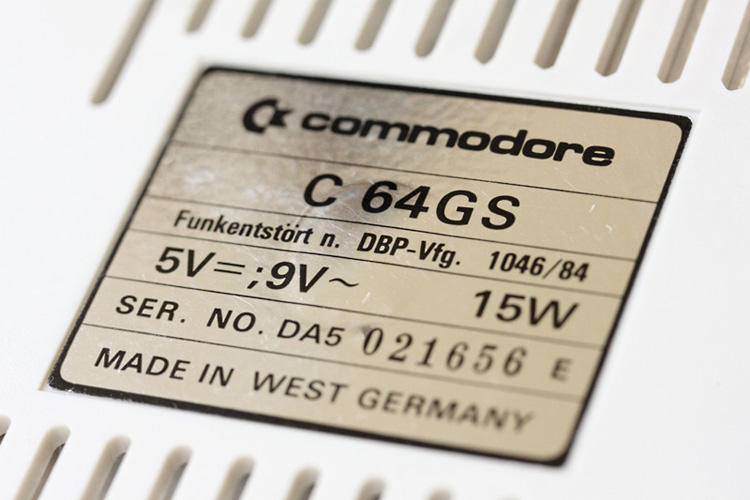 commodore
C 64GS
Funkentstört n. DBP-Vfg. 1046/84
5V=;9V~ 15W
SER. NO. DA5 021656 E
MADE IN WEST GERMANY